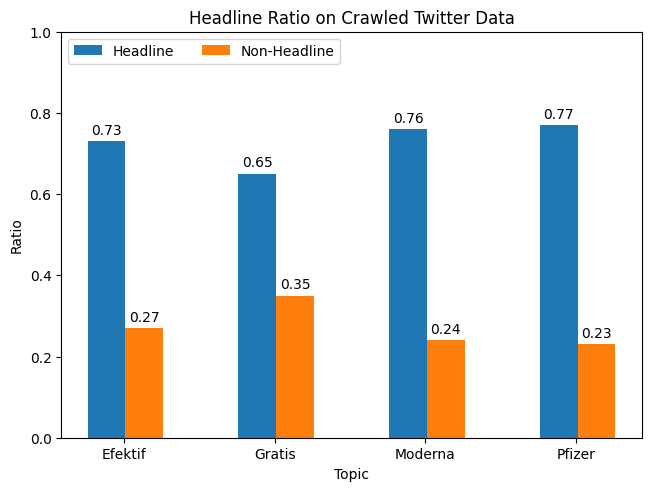 Headline Ratio on Crawled Twitter Data
Headline Non-Headline
1.0
0.8
0.6
0.4
0.2
0.0
Ratio
0.73 0.27 0.65 0.35 0.76 0.24 0.77 0.23
Efektif Gratis Moderna Pfizer
Topic